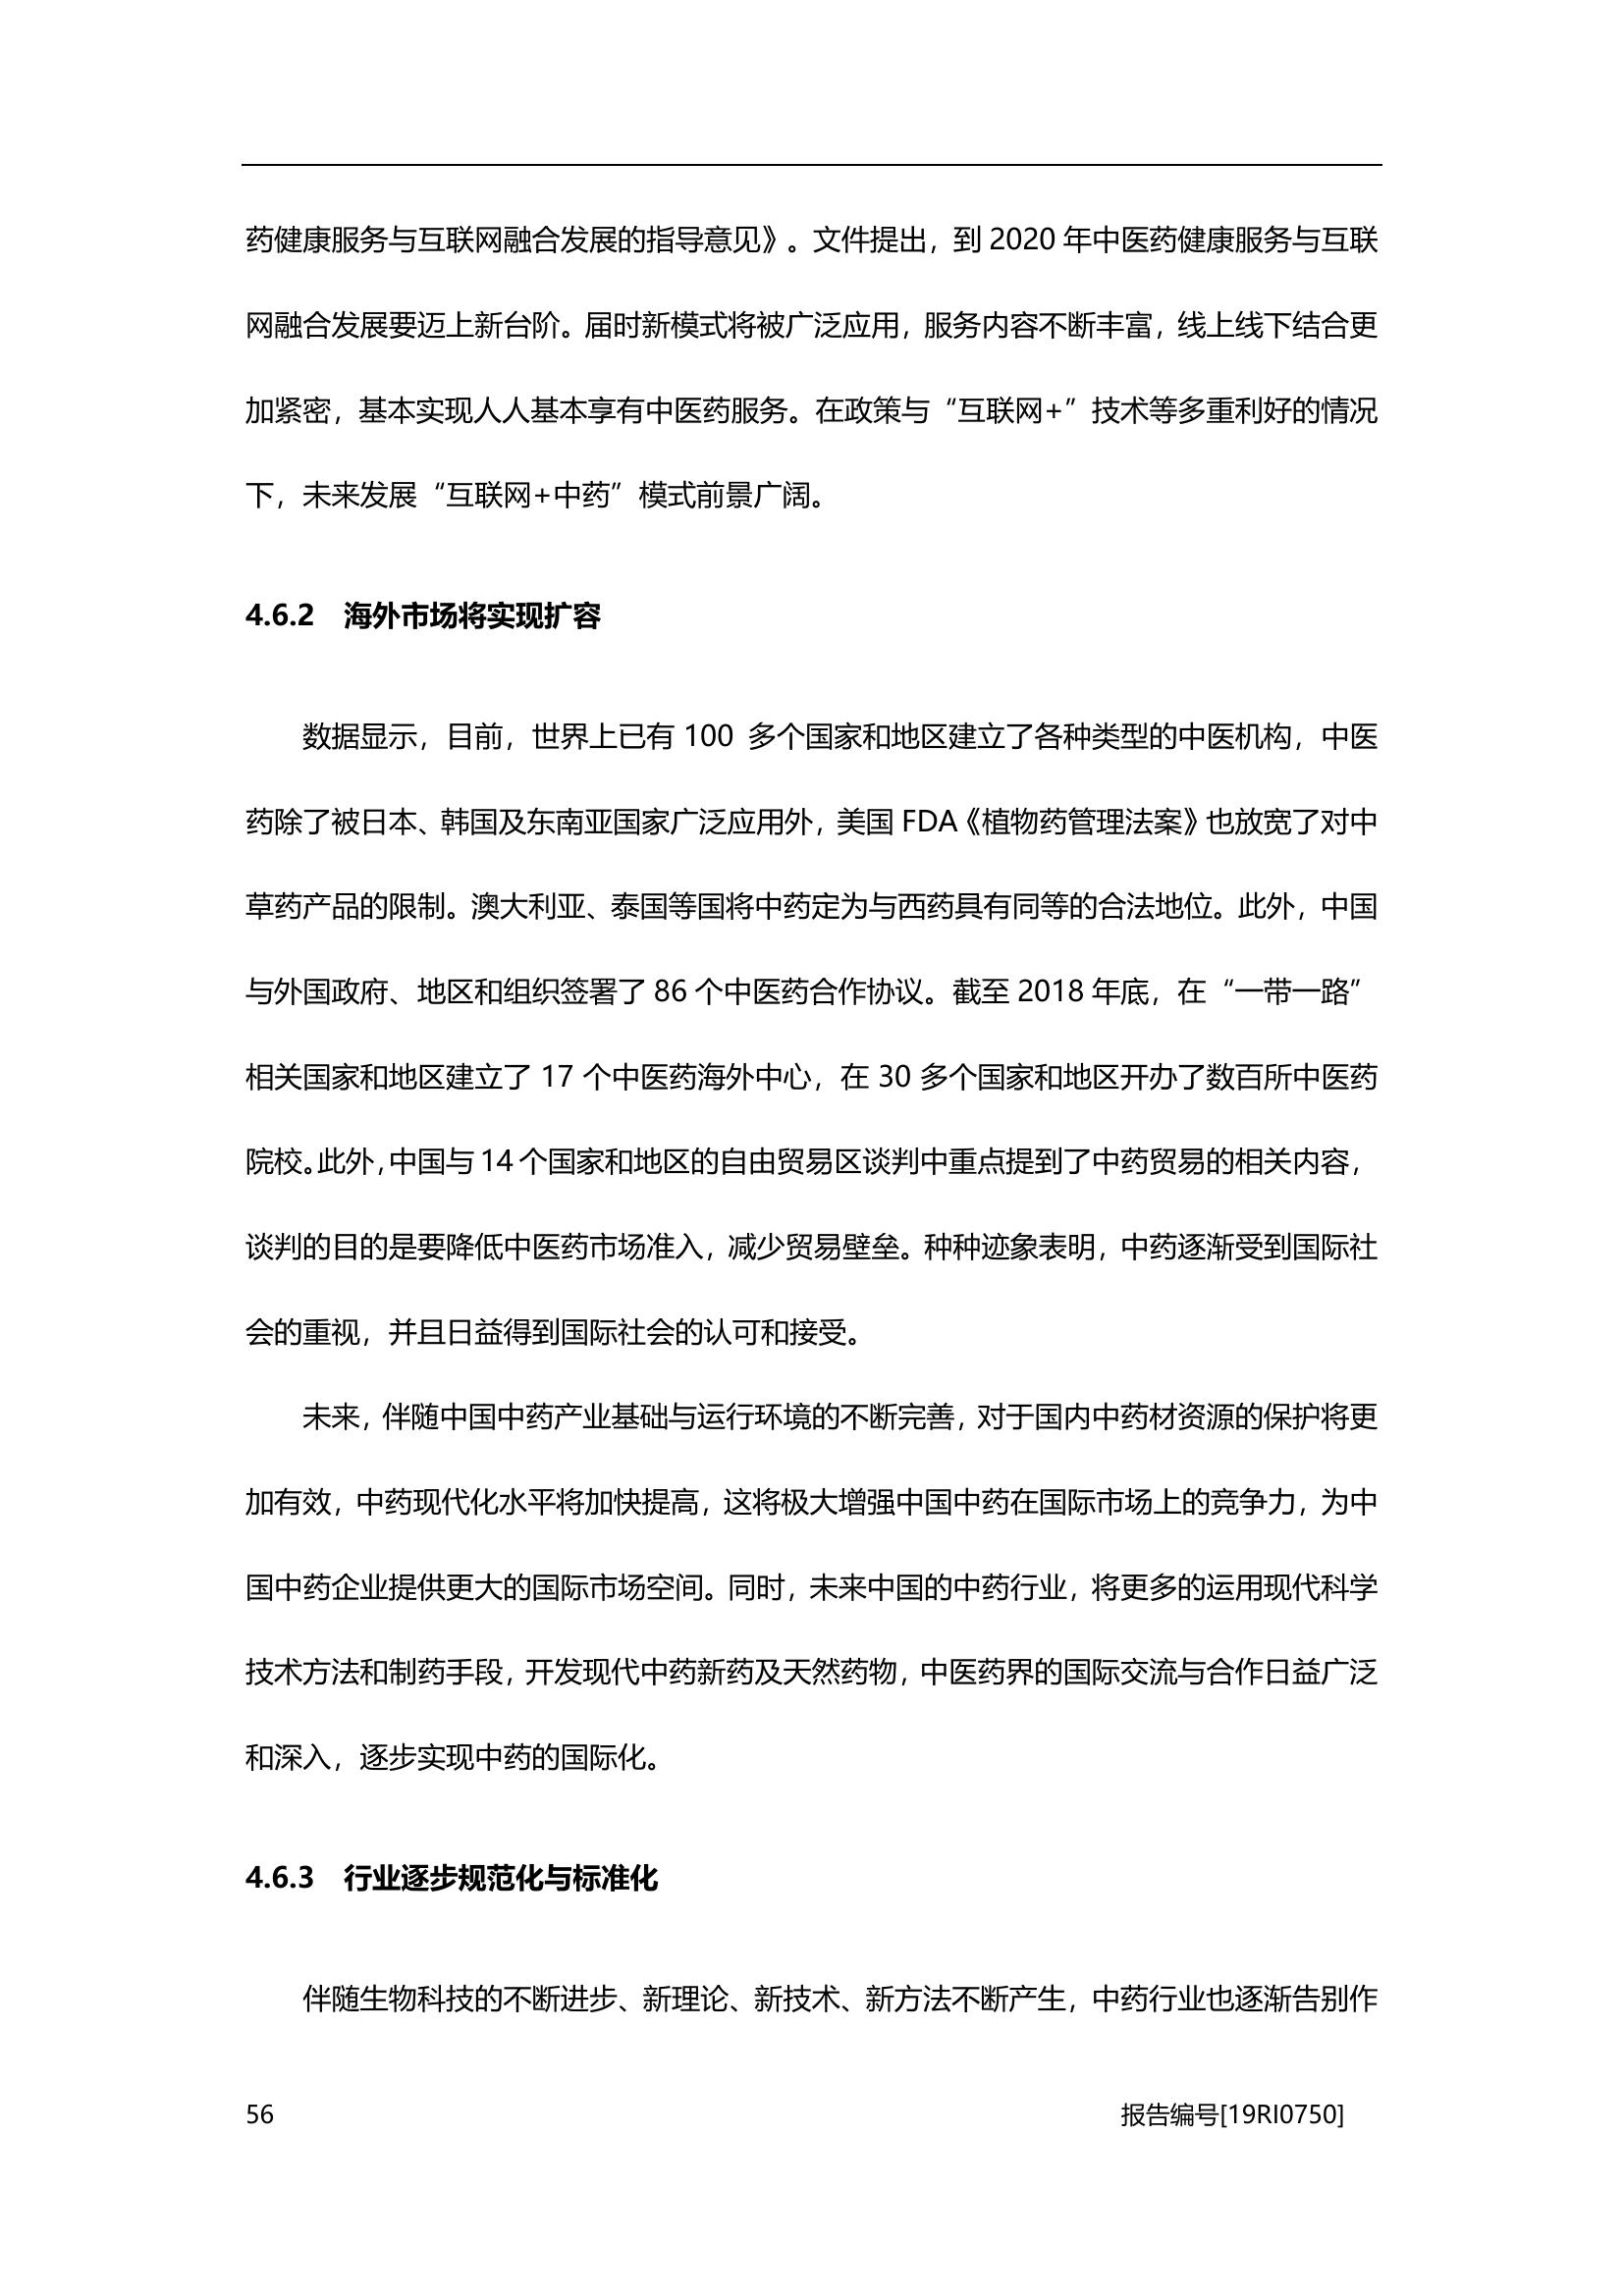 药健康服务与互联网融合发展的指导意见》。文件提出，到 2020 年中医药健康服务与互联
网融合发展要迈上新台阶。届时新模式将被广泛应用，服务内容不断丰富，线上线下结合更
加紧密，基本实现人人基本享有中医药服务。在政策与“互联网+”技术等多重利好的情况
下，未来发展“互联网+中药”模式前景广阔。
4.6.2 海外市场将实现扩容
数据显示，目前，世界上已有 100 多个国家和地区建立了各种类型的中医机构，中医
药除了被日本、韩国及东南亚国家广泛应用外，美国 FDA《植物药管理法案》也放宽了对中
草药产品的限制。澳大利亚、泰国等国将中药定为与西药具有同等的合法地位。此外，中国
与外国政府、地区和组织签署了 86 个中医药合作协议。截至 2018 年底，在“一带一路”
相关国家和地区建立了 17 个中医药海外中心，在 30 多个国家和地区开办了数百所中医药
院校。此外，中国与 14 个国家和地区的自由贸易区谈判中重点提到了中药贸易的相关内容，
谈判的目的是要降低中医药市场准入，减少贸易壁垒。种种迹象表明，中药逐渐受到国际社
会的重视，并且日益得到国际社会的认可和接受。
未来，伴随中国中药产业基础与运行环境的不断完善，对于国内中药材资源的保护将更
加有效，中药现代化水平将加快提高，这将极大增强中国中药在国际市场上的竞争力，为中
国中药企业提供更大的国际市场空间。同时，未来中国的中药行业，将更多的运用现代科学
技术方法和制药手段，开发现代中药新药及天然药物，中医药界的国际交流与合作日益广泛
和深入，逐步实现中药的国际化。
4.6.3 行业逐步规范化与标准化
伴随生物科技的不断进步、新理论、新技术、新方法不断产生，中药行业也逐渐告别作
56 报告编号[19RI0750]